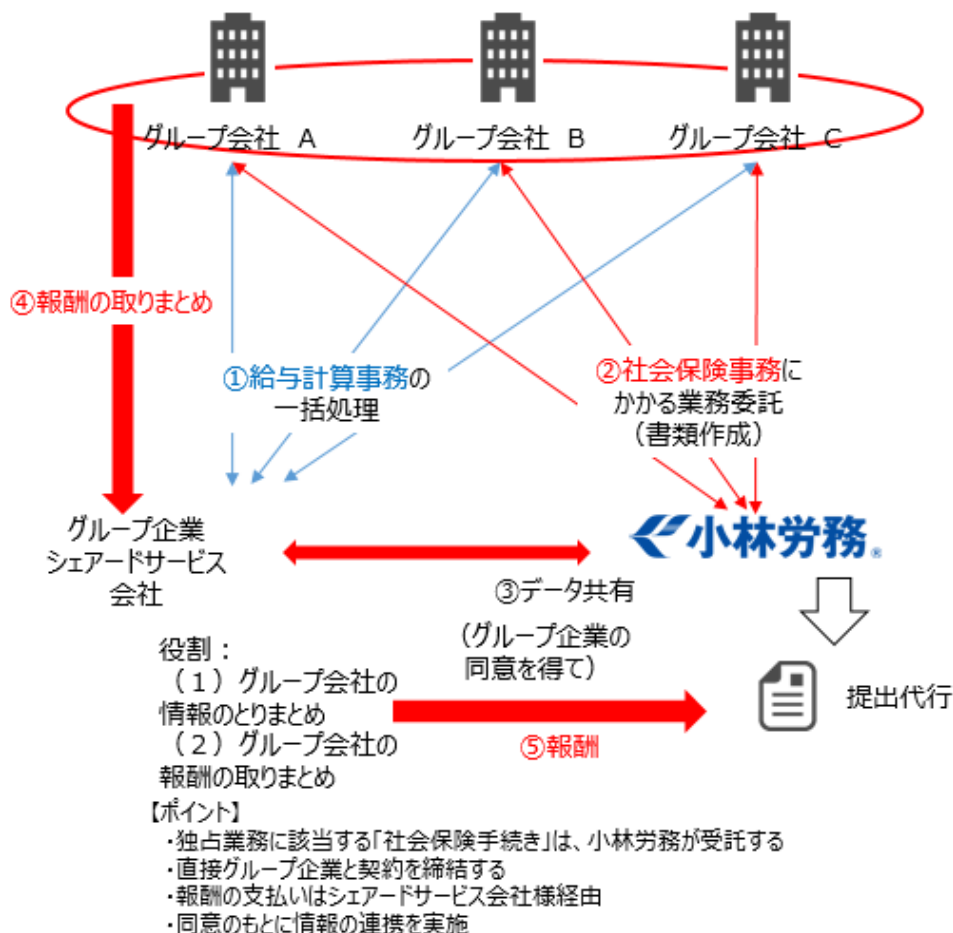 グループ会社 A
グループ会社 B
グループ会社 C
④報酬の取りまとめ
①給与計算事務の
一括処理
②社会保険事務に
かかる業務委託
（書類作成）
グループ企業
シェアードサービス
会社
小林労務®
③データ共有
（グループ企業の
同意を得て）
提出代行
役割：
（１）グループ会社の
情報のとりまとめ
（２）グループ会社の
報酬の取りまとめ
⑤報酬
【ポイント】
・独占業務に該当する「社会保険手続き」は、小林労務が受託する
・直接グループ企業と契約を締結する
・報酬の支払いはシェアードサービス会社様経由
・同意のもとに情報の連携を実施